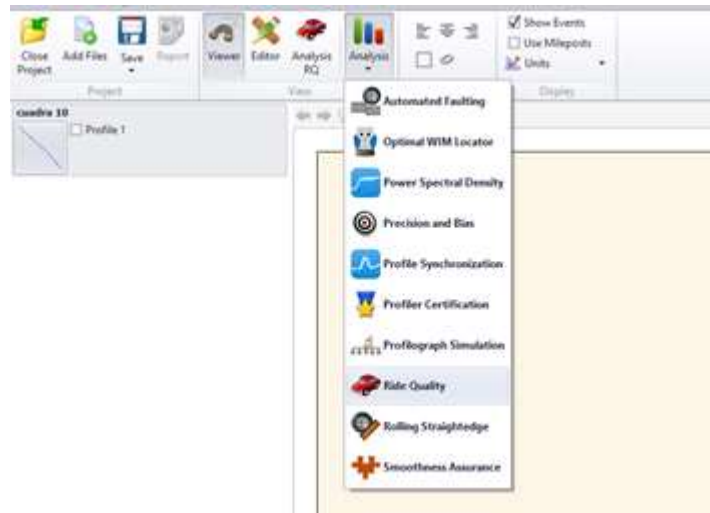 Close Project
Add Files
Save
Report
Viewer
Editor
Analysis RQ
Analysis
Show Events
Use Mileposts
Units
Project
View
Display
cuadro 10
Profile 1
Automated Faulting
Optimal WIM Locator
Power Spectral Density
Precision and Bias
Profile Synchronization
Profiler Certification
Profilograph Simulation
Ride Quality
Rolling Straightedge
Smoothness Assurance